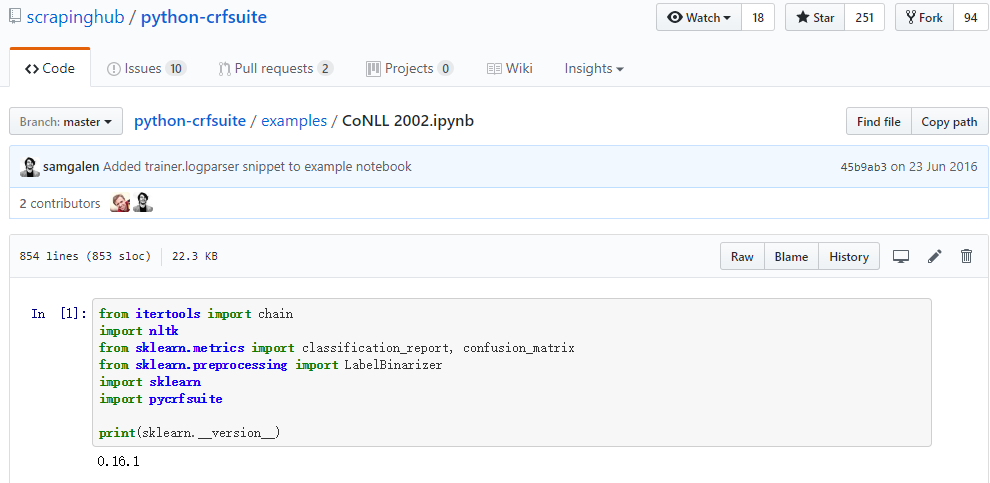 scrapinghub / python-crfsuite
Watch 18 Star 251 Fork 94
Code Issues 10 Pull requests 2 Projects 0 Wiki Insights
Branch: master python-crfsuite / examples / CoNLL 2002.ipynb Find file Copy path
samgalen Added trainer.logparser snippet to example notebook 45b9ab3 on 23 Jun 2016
2 contributors
854 lines (853 sloc) 22.3 KB Raw Blame History
In [1]: from itertools import chain
import nltk
from sklearn.metrics import classification_report, confusion_matrix
from sklearn.preprocessing import LabelBinarizer
import sklearn
import pycrfsuite
print(sklearn.__version__)
0.16.1